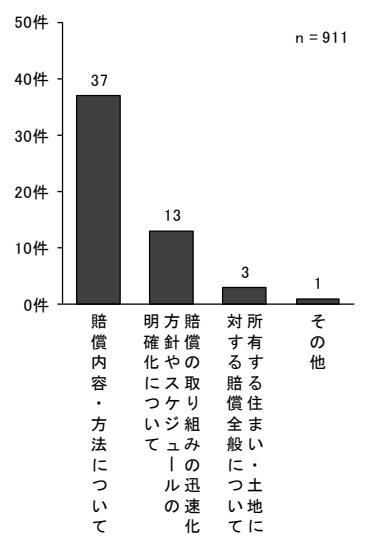 50件
n = 911
40件
37
30件
20件
13
10件
3
1
0件
賠償内容・方法について
賠償の取り組みの迅速化
方針やスケジュールの
明確化について
所有する住まい・土地に
対する賠償全般について
その他